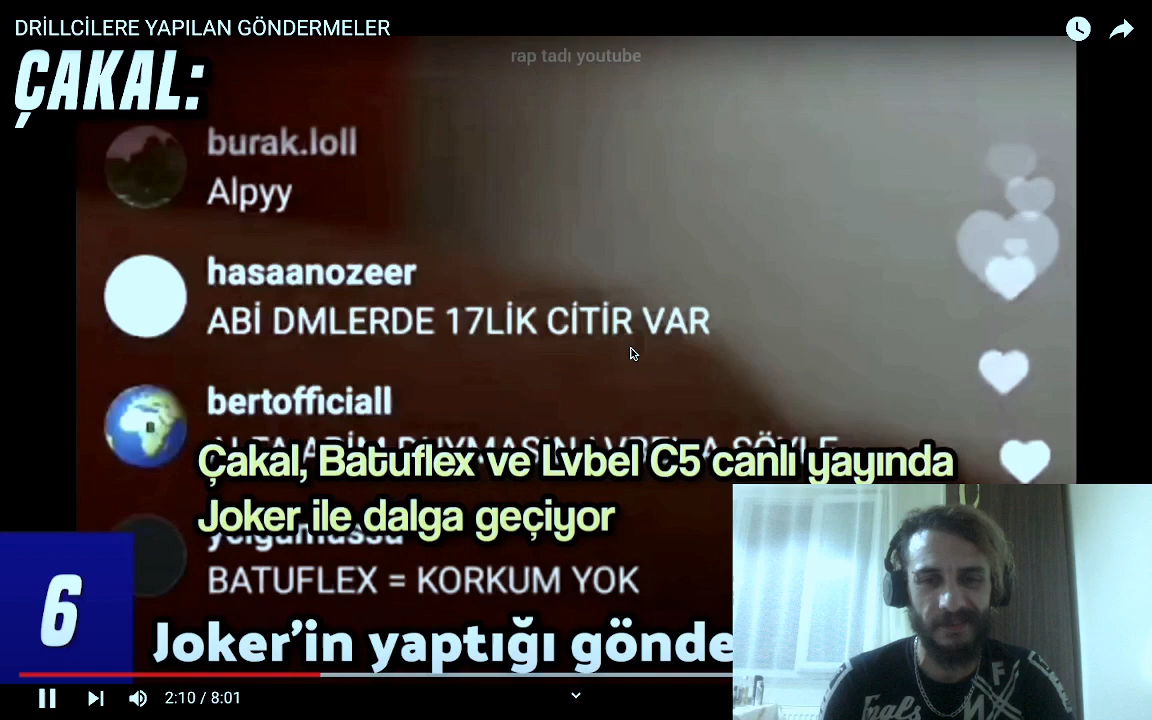 DRİLLCİLERE YAPILAN GÖNDERMELER
ÇAKAL:
rap tadı youtube
burak.loll
Alpyy
hasaanozeer
ABİ DMLERDE 17LİK CİTİR VAR
bertofficiall
Çakal, Batuflex ve Lvbel C5 canlı yayında
Joker ile dalga geçiyor
BATUFLEX = KORKUM YOK
6
Joker'in yaptığı gönde
2:10 / 8:01